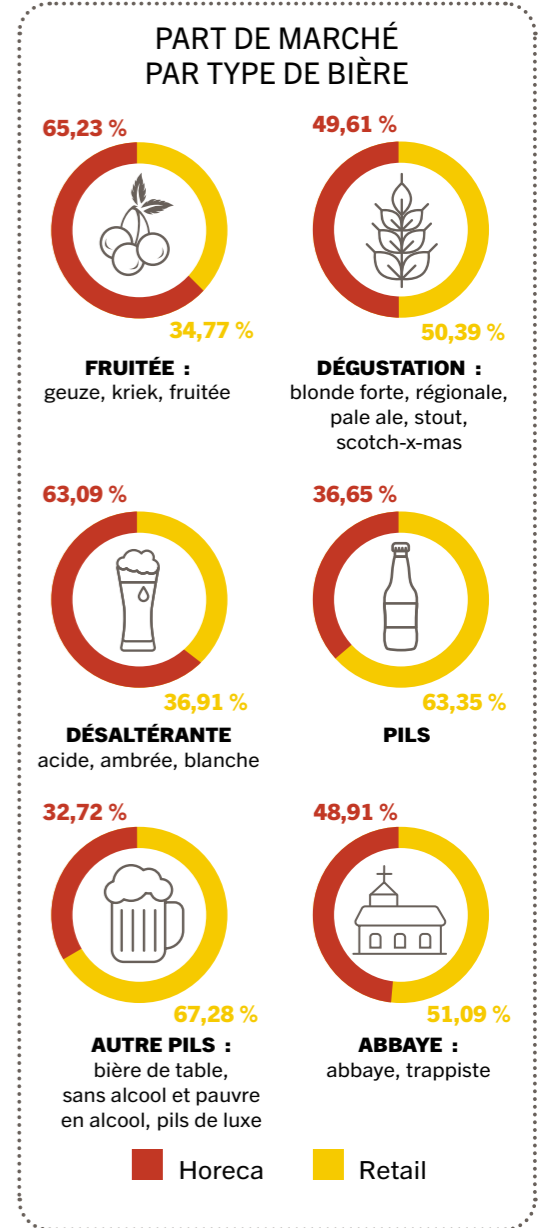 PART DE MARCHÉ
PAR TYPE DE BIÈRE
65,23 %
34,77 %
FRUITÉE :
geuze, kriek, fruitée
49,61 %
50,39 %
DÉGUSTATION :
blonde forte, régionale,
pale ale, stout,
scotch-x-mas
63,09 %
36,91 %
DÉSALTÉRANTE
acide, ambrée, blanche
36,65 %
63,35 %
PILS
32,72 %
67,28 %
AUTRE PILS :
bière de table,
sans alcool et pauvre
en alcool, pils de luxe
48,91 %
51,09 %
ABBAYE :
abbaye, trappiste
Horeca
Retail